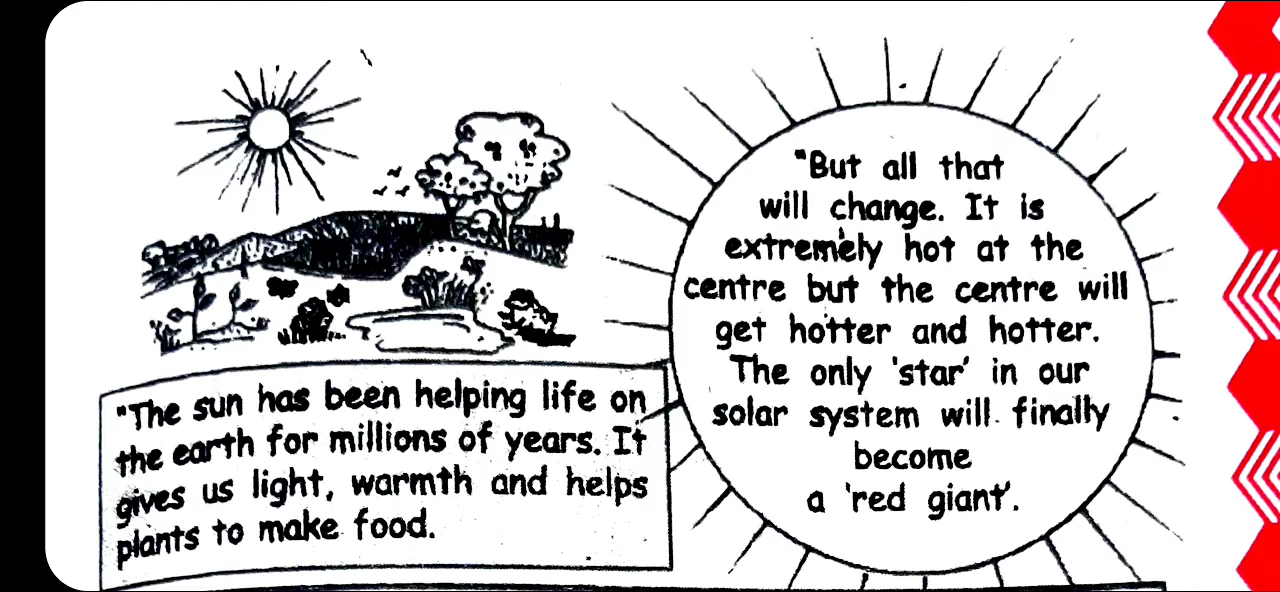 "The sun has been helping life on
the earth for millions of years. It
gives us light, warmth and helps
plants to make food.
"But all that
will change. It is
extremely hot at the
centre but the centre will
get hotter and hotter.
The only 'star' in our
solar system will finally
become
a 'red giant'.